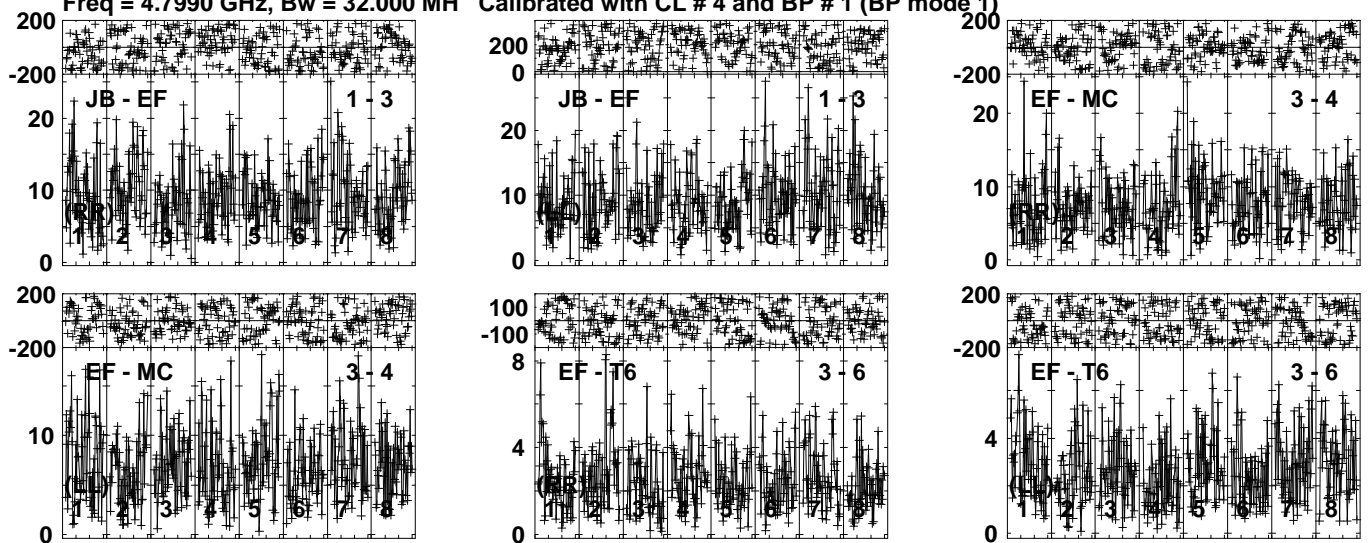 Freq = 4.7990 GHz, Bw = 32.000 MH Calibrated with CL # 4 and BP # 1 (BP mode 1)
200
-200
JB - EF 1 - 3
20
10
(RR)
0
1 2 3 4 5 6 7 8
200
0
JB - EF 1 - 3
20
10
(LL)
0
1 2 3 4 5 6 7 8
200
-200
EF - MC 3 - 4
20
10
(RR)
0
1 2 3 4 5 6 7 8
200
-200
EF - MC 3 - 4
10
(LL)
0
1 2 3 4 5 6 7 8
100
-100
8
EF - T6 3 - 6
4
(RR)
0
1 2 3 4 5 6 7 8
200
-200
EF - T6 3 - 6
4
(LL)
0
1 2 3 4 5 6 7 8